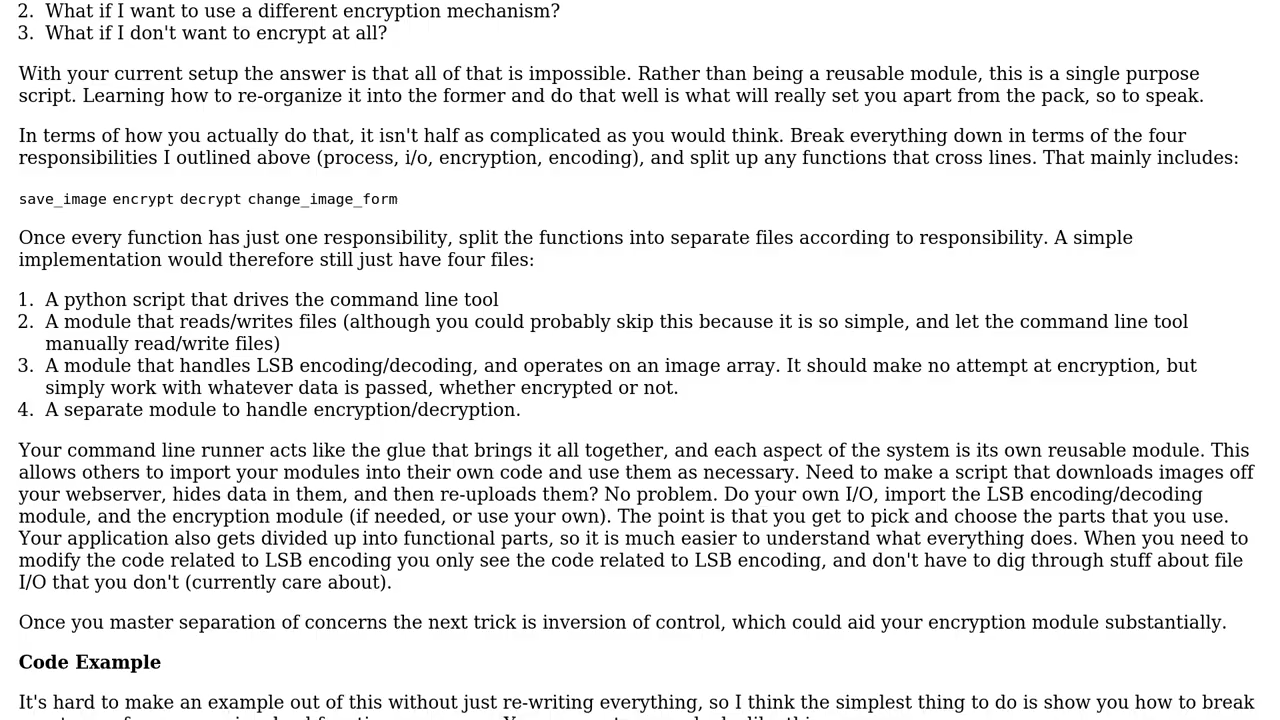 2. What if I want to use a different encryption mechanism?
3. What if I don't want to encrypt at all?
With your current setup the answer is that all of that is impossible. Rather than being a reusable module, this is a single purpose
script. Learning how to re-organize it into the former and do that well is what will really set you apart from the pack, so to speak.
In terms of how you actually do that, it isn't half as complicated as you would think. Break everything down in terms of the four
responsibilities I outlined above (process, i/o, encryption, encoding), and split up any functions that cross lines. That mainly includes:
save_image encrypt decrypt change_image_form
Once every function has just one responsibility, split the functions into separate files according to responsibility. A simple
implementation would therefore still just have four files:
1. A python script that drives the command line tool
2. A module that reads/writes files (although you could probably skip this because it is so simple, and let the command line tool
manually read/write files)
3. A module that handles LSB encoding/decoding, and operates on an image array. It should make no attempt at encryption, but
simply work with whatever data is passed, whether encrypted or not.
4. A separate module to handle encryption/decryption.
Your command line runner acts like the glue that brings it all together, and each aspect of the system is its own reusable module. This
allows others to import your modules into their own code and use them as necessary. Need to make a script that downloads images off
your webserver, hides data in them, and then re-uploads them? No problem. Do your own I/O, import the LSB encoding/decoding
module, and the encryption module (if needed, or use your own). The point is that you get to pick and choose the parts that you use.
Your application also gets divided up into functional parts, so it is much easier to understand what everything does. When you need to
modify the code related to LSB encoding you only see the code related to LSB encoding, and don't have to dig through stuff about file
I/O that you don't (currently care about).
Once you master separation of concerns the next trick is inversion of control, which could aid your encryption module substantially.
Code Example
It's hard to make an example out of this without just re-writing everything, so I think the simplest thing to do is show you how to break